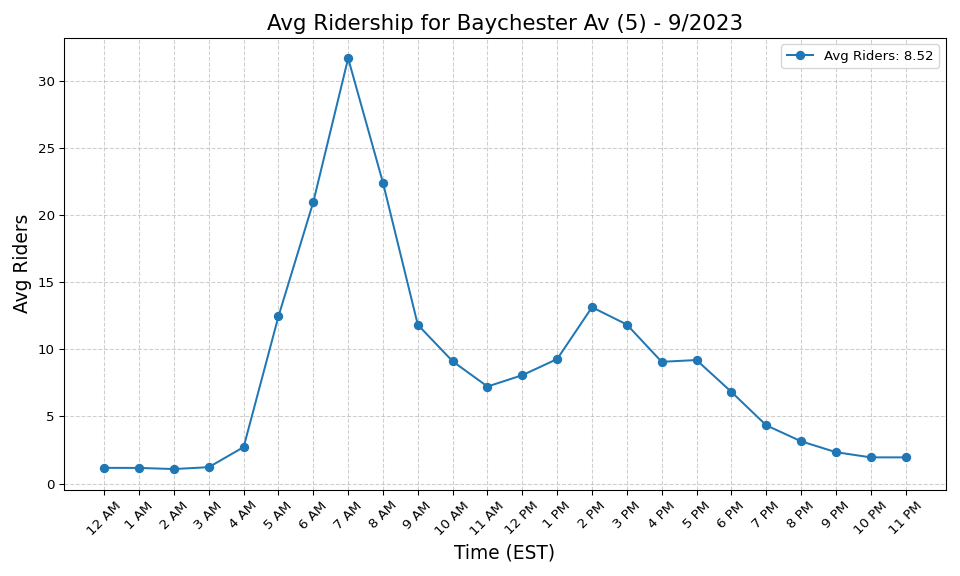 Avg Ridership for Baychester Av (5) - 9/2023
Avg Riders: 8.52
Avg Riders
30
25
20
15
10
5
0
12 AM
1 AM
2 AM
3 AM
4 AM
5 AM
6 AM
7 AM
8 AM
9 AM
10 AM
11 AM
12 PM
1 PM
2 PM
3 PM
4 PM
5 PM
6 PM
7 PM
8 PM
9 PM
10 PM
11 PM
Time (EST)